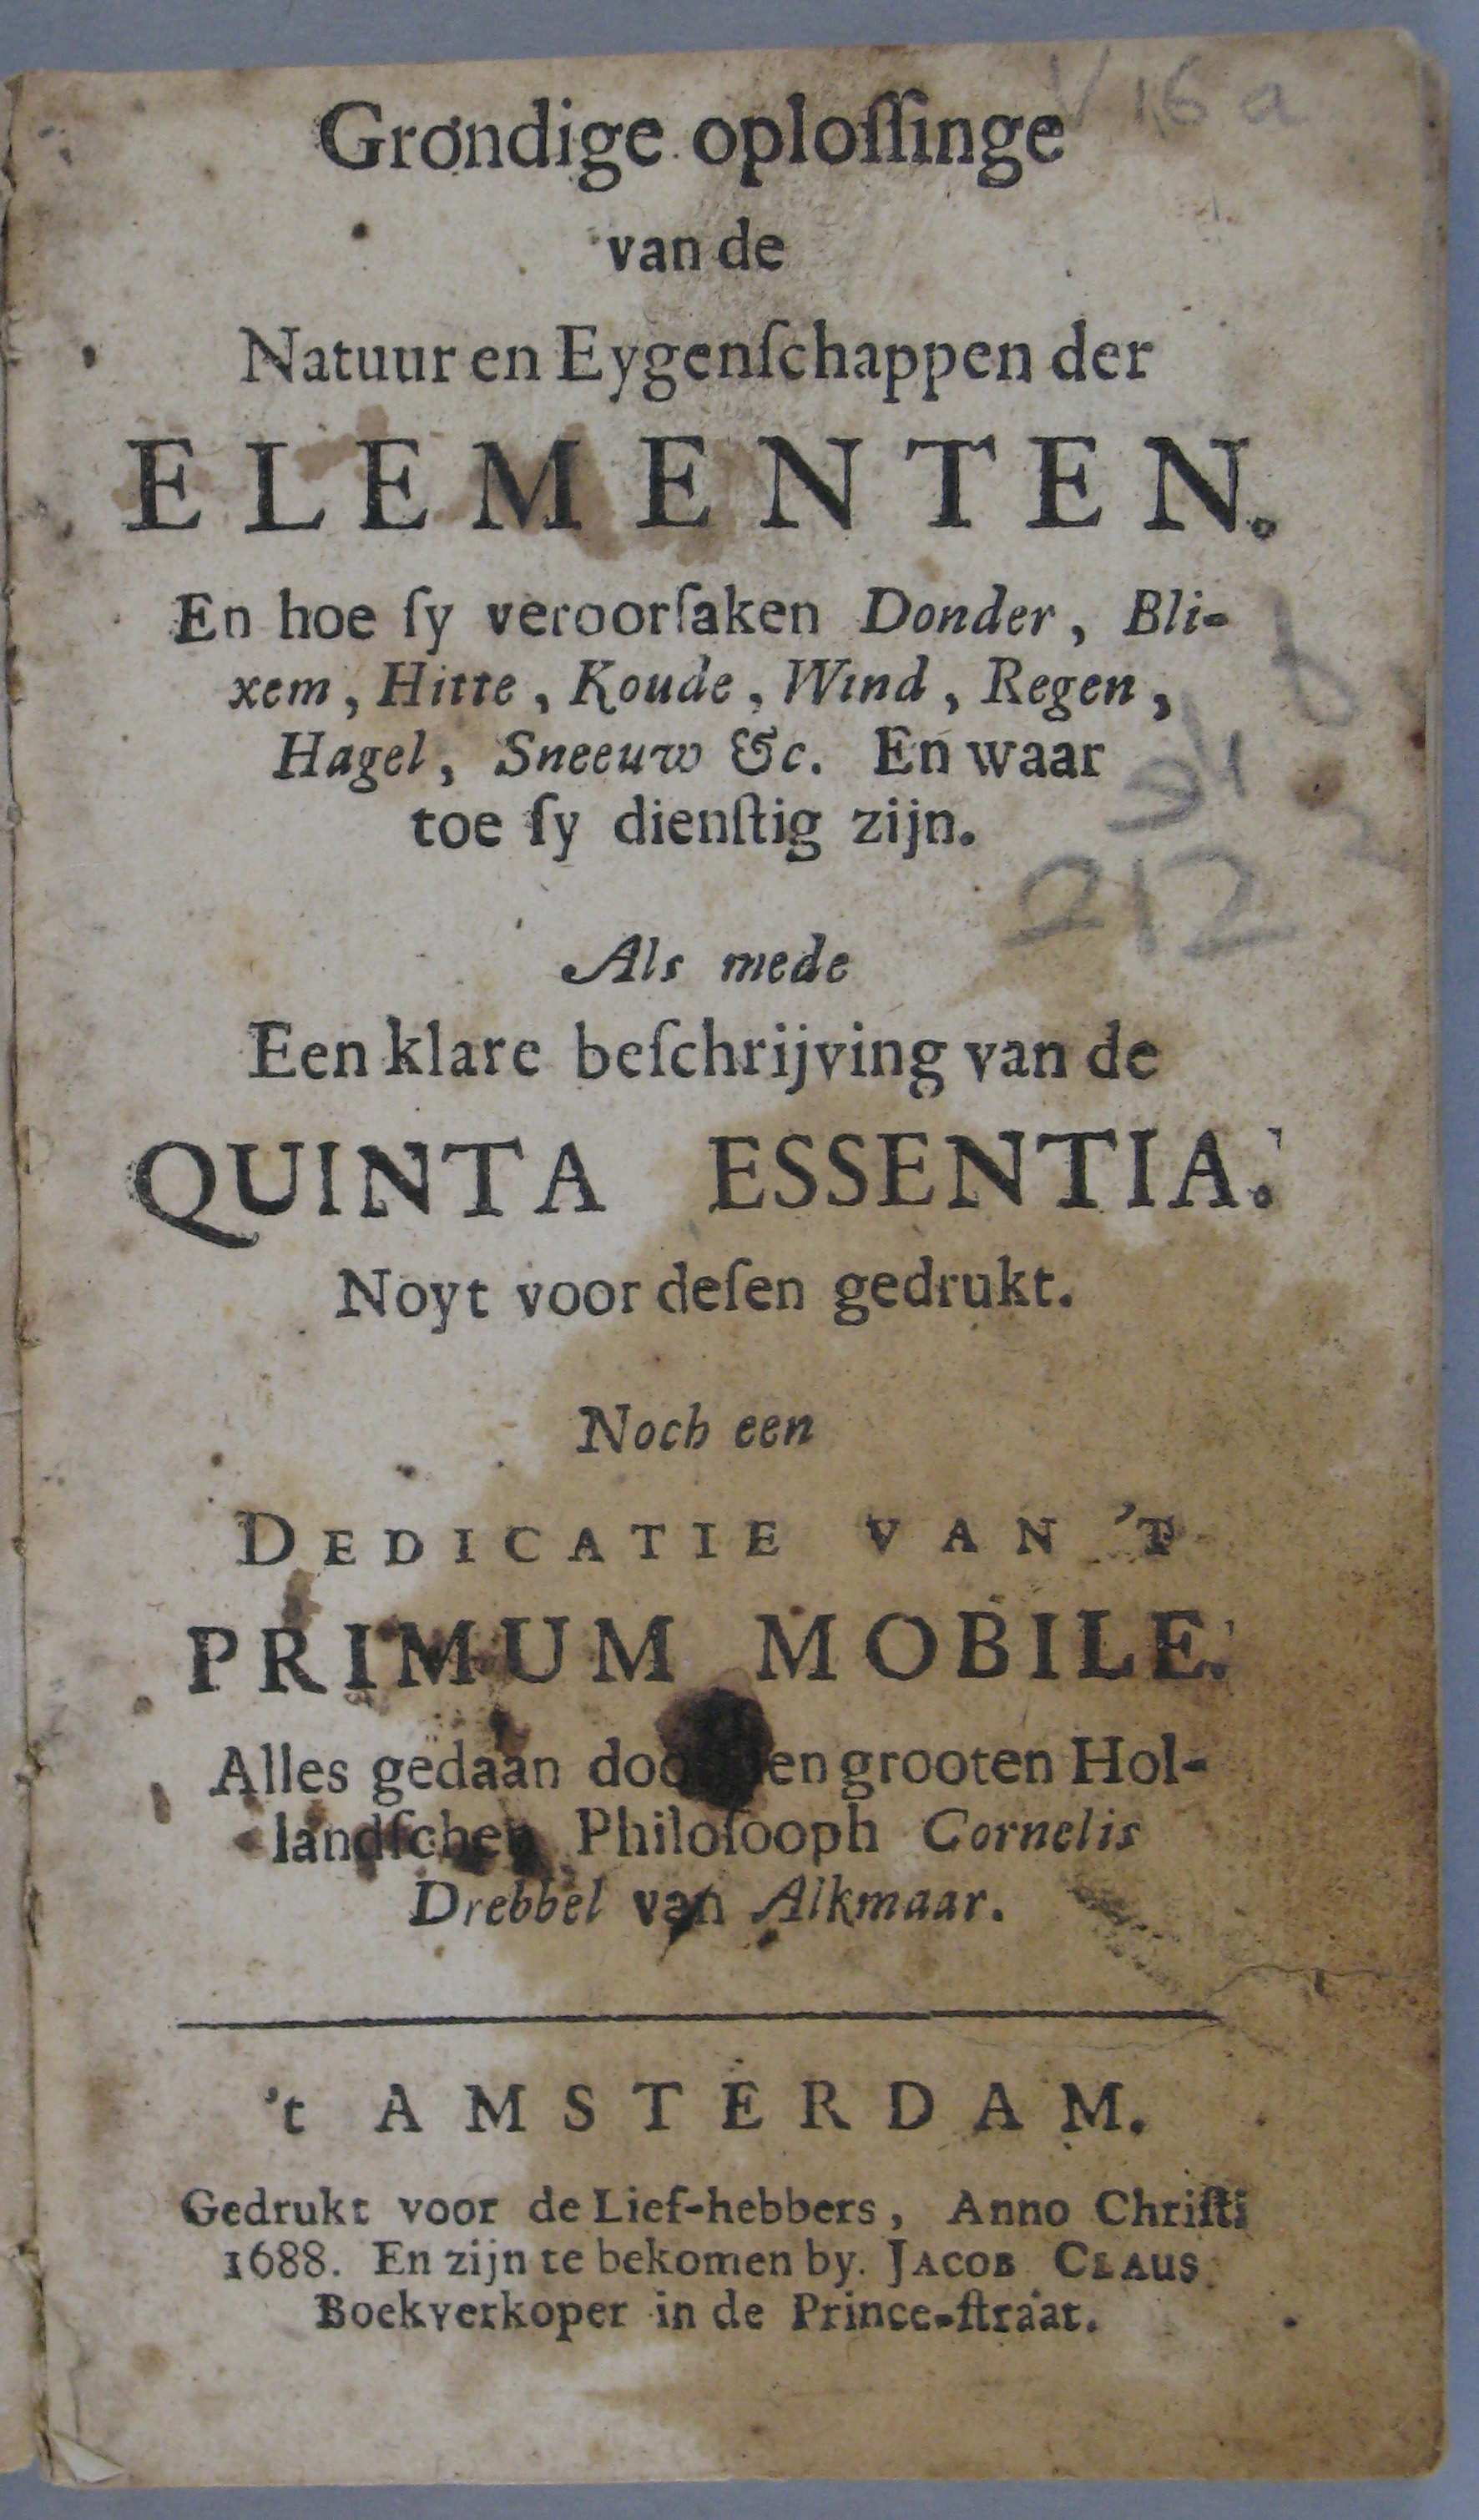 V 16 a
Grondige oploſſinge
van de
Natuur en Eygenſchappen der
ELEMENTEN.
En hoe ſy veroorſaken Donder, Bli-
xem, Hitte, Koude, Wind, Regen,
Hagel, Sneeuw &c. En waar
toe ſy dienſtig zijn.
212
Als mede
Een klare beſchrijving van de
QUINTA ESSENTIA.
Noyt voor deſen gedrukt.
Noch een
DEDICATIE VAN 'T
PRIMUM MOBILE.
Alles gedaan en grooten Hol-
landſchen Philoſooph Cornelis
Drebbel van Alkmaar.
't AMSTERDAM.
Gedrukt voor de Lief-hebbers, Anno Chriſti
1688. En zijn te bekomen by. JACOB CLAUS
Boekverkoper in de Prince-ſtraat.